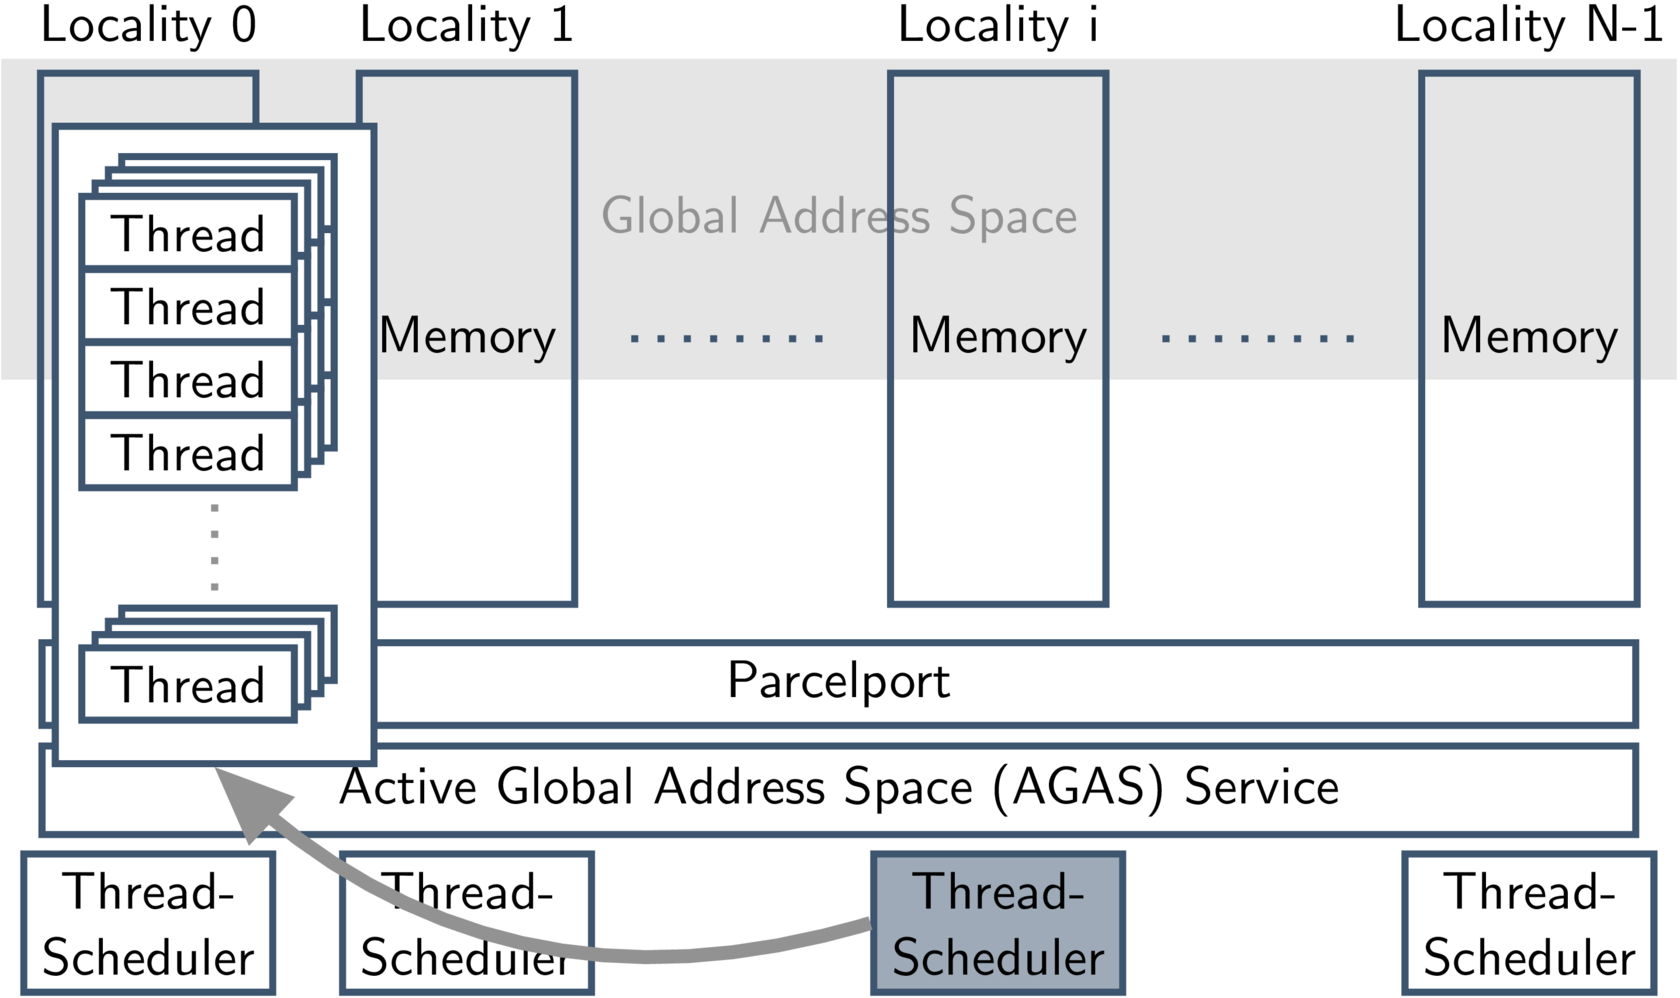 Locality 0
Locality 1
Locality i
Locality N-1
Global Address Space
Thread
Thread
Thread
Thread
Thread
Memory
Memory
Memory
Parcelport
Active Global Address Space (AGAS) Service
Thread-
Scheduler
Thread-
Scheduler
Thread-
Scheduler
Thread-
Scheduler